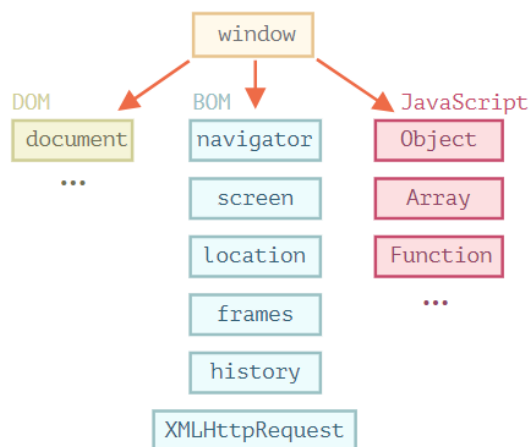 window
DOM
BOM
JavaScript
document
navigator
Object
...
screen
Array
location
Function
frames
...
history
XMLHttpRequest